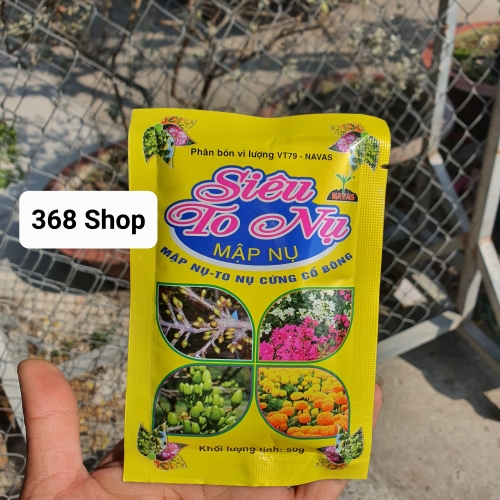 Phân bón vi lượng VT79 - NAVAS
Siêu
To Nụ
NAVAS
MẬP NỤ
MẬP NỤ-TO NỤ CỨNG CỔ BÔNG
368 Shop
Khối lượng tịnh: 50g